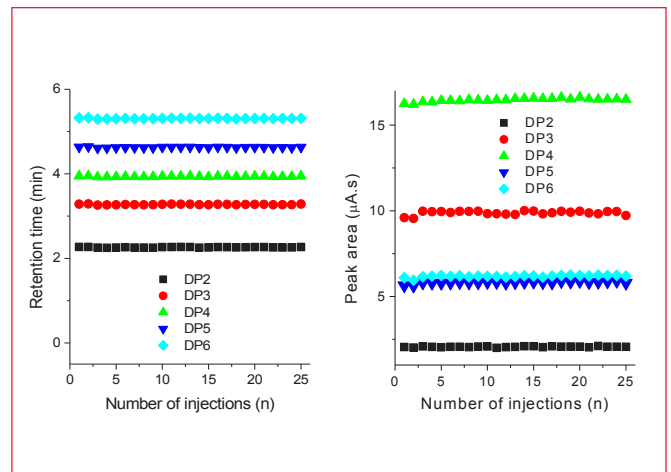 6
4
2
0
0
5
10
15
20
25
Retention time (min)
Number of injections (n)
DP2
DP3
DP4
DP5
DP6
15
10
5
0
5
10
15
20
25
Peak area (μA.s)
Number of injections (n)
DP2
DP3
DP4
DP5
DP6